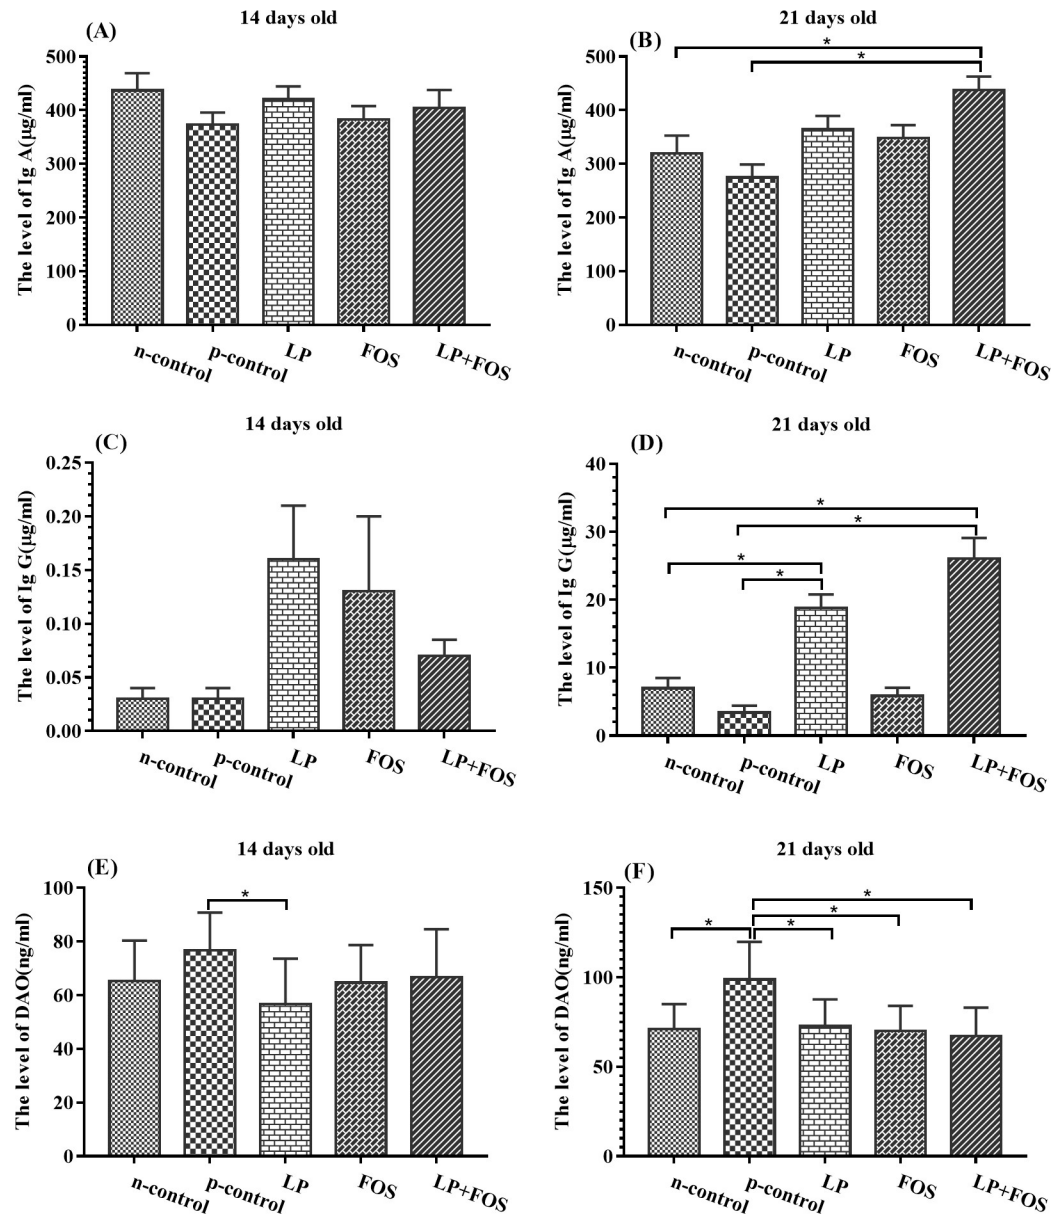 14 days old
(A)
The level of Ig A(μg/ml)
500
400
300
200
100
0
n-control
p-control
LP
FOS
LP+FOS
21 days old
(B)
The level of Ig A(μg/ml)
500
400
300
200
100
0
*
*
n-control
p-control
LP
FOS
LP+FOS
14 days old
(C)
The level of Ig G(μg/ml)
0.25
0.20
0.15
0.10
0.05
0.00
n-control
p-control
LP
FOS
LP+FOS
21 days old
(D)
The level of Ig G(μg/ml)
40
30
20
10
0
*
*
*
*
n-control
p-control
LP
FOS
LP+FOS
14 days old
(E)
The level of DAO(ng/ml)
100
80
60
40
20
0
*
n-control
p-control
LP
FOS
LP+FOS
21 days old
(F)
The level of DAO(ng/ml)
150
100
50
0
*
*
*
*
n-control
p-control
LP
FOS
LP+FOS